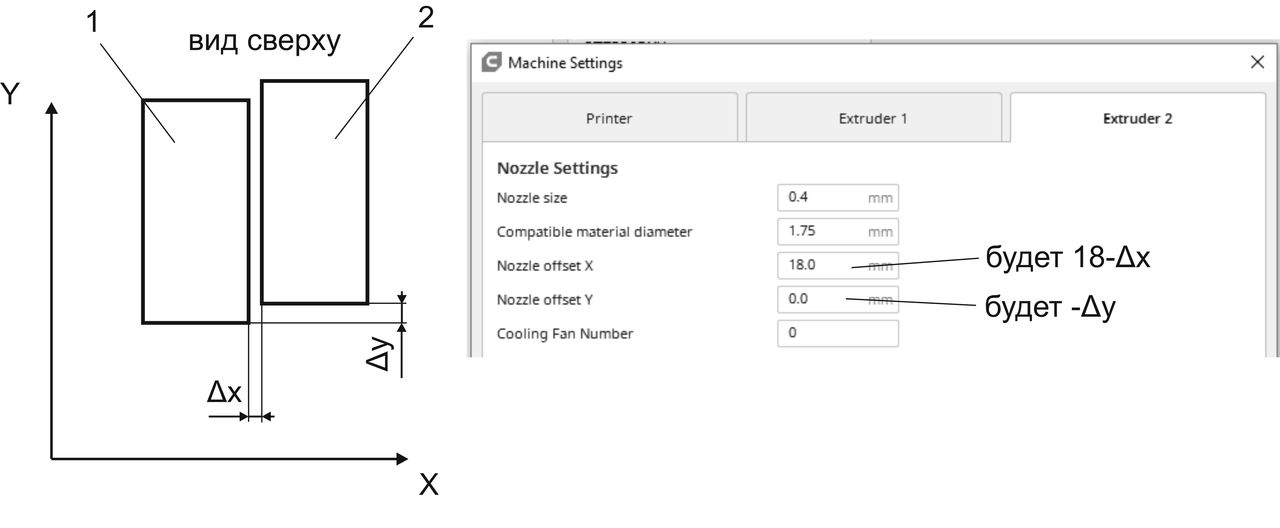 1
2
вид сверху
Y
Δy
Δx
X
Machine Settings
Printer
Extruder 1
Extruder 2
Nozzle Settings
Nozzle size 0.4 mm
Compatible material diameter 1.75 mm
Nozzle offset X 18.0 mm
будет 18-Δx
Nozzle offset Y 0.0 mm
будет -Δy
Cooling Fan Number 0